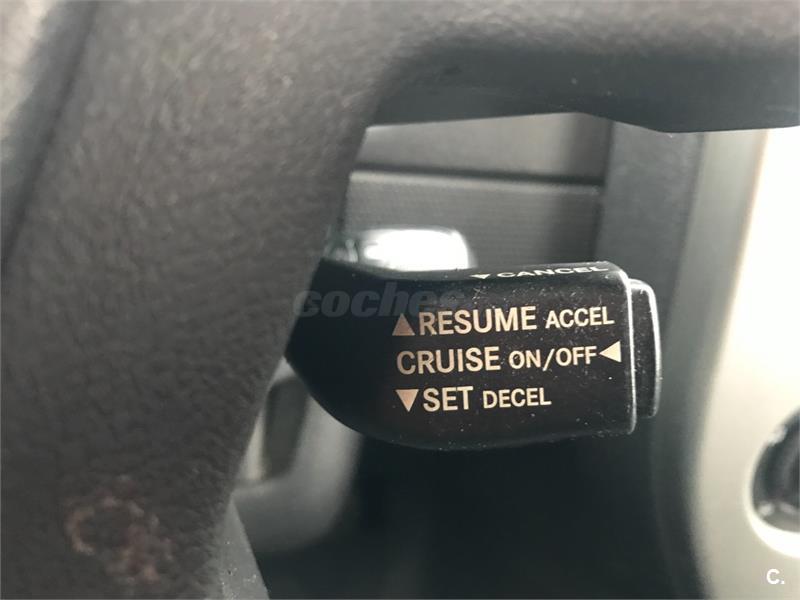 ▼CANCEL
coches
▲RESUME ACCEL
CRUISE ON/OFF◀
▼SET DECEL
C.